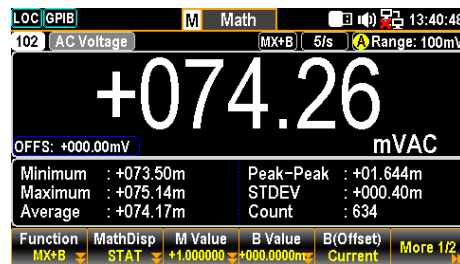 LOC GPIB M Math 13:40:48
102 AC Voltage MX+B 5/s A Range: 100mV
+074.26
OFFS: +000.00mV mVAC
Minimum : +073.50m Peak-Peak : +01.644m
Maximum : +075.14m STDEV : +000.40m
Average : +074.17m Count : 634
Function MathDisp M Value B Value B(Offset) More 1/2
MX+B STAT +1.000000 +000.0000m Current